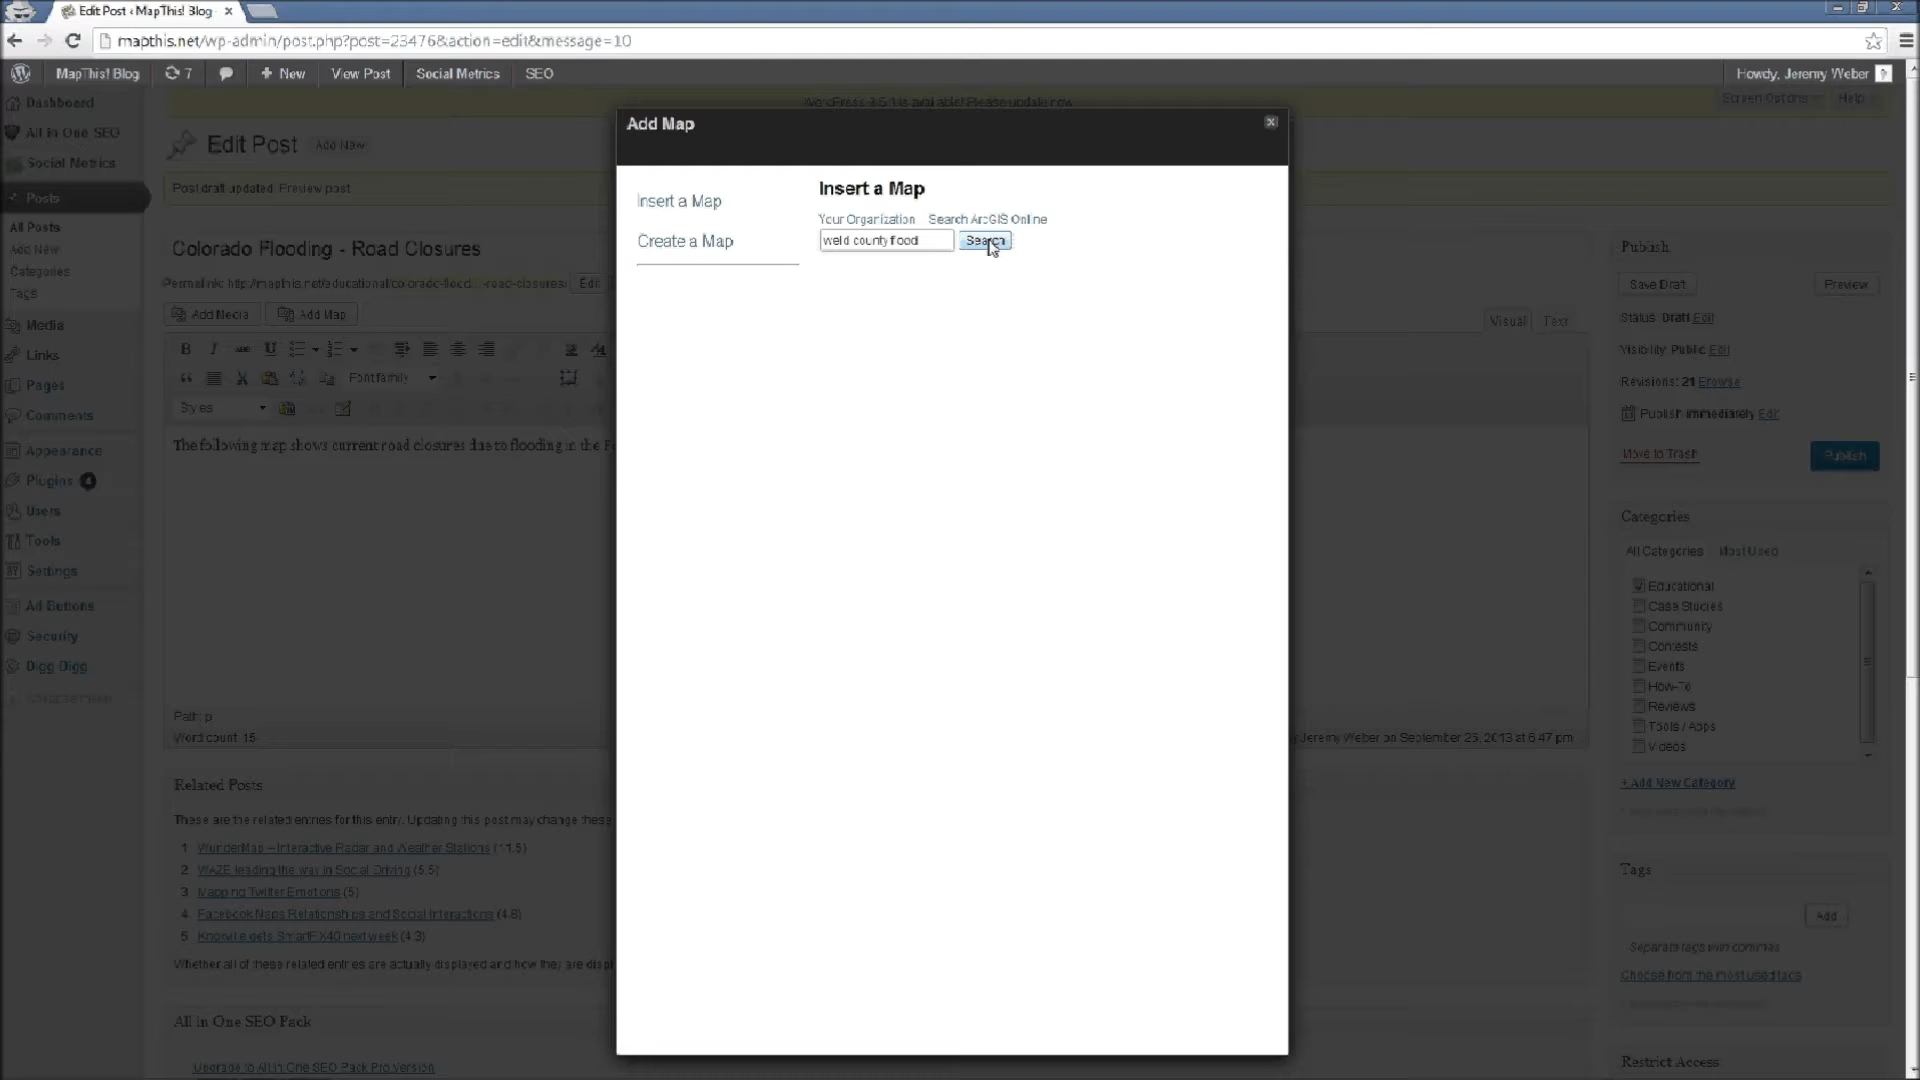 Edit Post ‹ MapThis! Blog
mapthis.net/wp-admin/post.php?post=23476&action=edit&message=10
MapThis! Blog 7 New View Post Social Metrics SEO Howdy, Jeremy Weber
WordPress 3.6.1 is available! Please update now.
Screen Options Help
Dashboard
All in One SEO
Social Metrics
Posts
All Posts
Add New
Categories
Tags
Media
Links
Pages
Comments
Appearance
Plugins 4
Users
Tools
Settings
Ad Buttons
Security
Digg Digg
Collapse menu
Edit Post Add New
Post draft updated. Preview post
Colorado Flooding - Road Closures
Permalink: http://mapthis.net/educational/colorado-flood...-road-closures/ Edit
Add Media Add Map
Visual Text
B I ABC U
Font family
Styles
The following map shows current road closures due to flooding in the
Path: p
Word count: 15
Jeremy Weber on September 25, 2013 at 6:47 pm
Related Posts
These are the related entries for this entry. Updating this post may change these
1. WunderMap – Interactive Radar and Weather Stations (11.5)
2. WAZE leading the way in Social Driving (5.5)
3. Mapping Twitter Emotions (5)
4. Facebook Maps Relationships and Social Interactions (4.8)
5. Knoxville gets SmartFIX40 next week (4.3)
Whether all of these related entries are actually displayed and how they are
All in One SEO Pack
Upgrade to All in One SEO Pack Pro Version
Add Map
Insert a Map
Create a Map
Insert a Map
Your Organization Search ArcGIS Online
weld county flood Search
Publish
Save Draft Preview
Status: Draft Edit
Visibility: Public Edit
Revisions: 21 Browse
Publish immediately Edit
Move to Trash Publish
Categories
All Categories Most Used
Educational
Case Studies
Community
Contests
Events
How-To
Reviews
Tools / Apps
Videos
+ Add New Category
Tags
Add
Separate tags with commas
Choose from the most used tags
Restrict Access